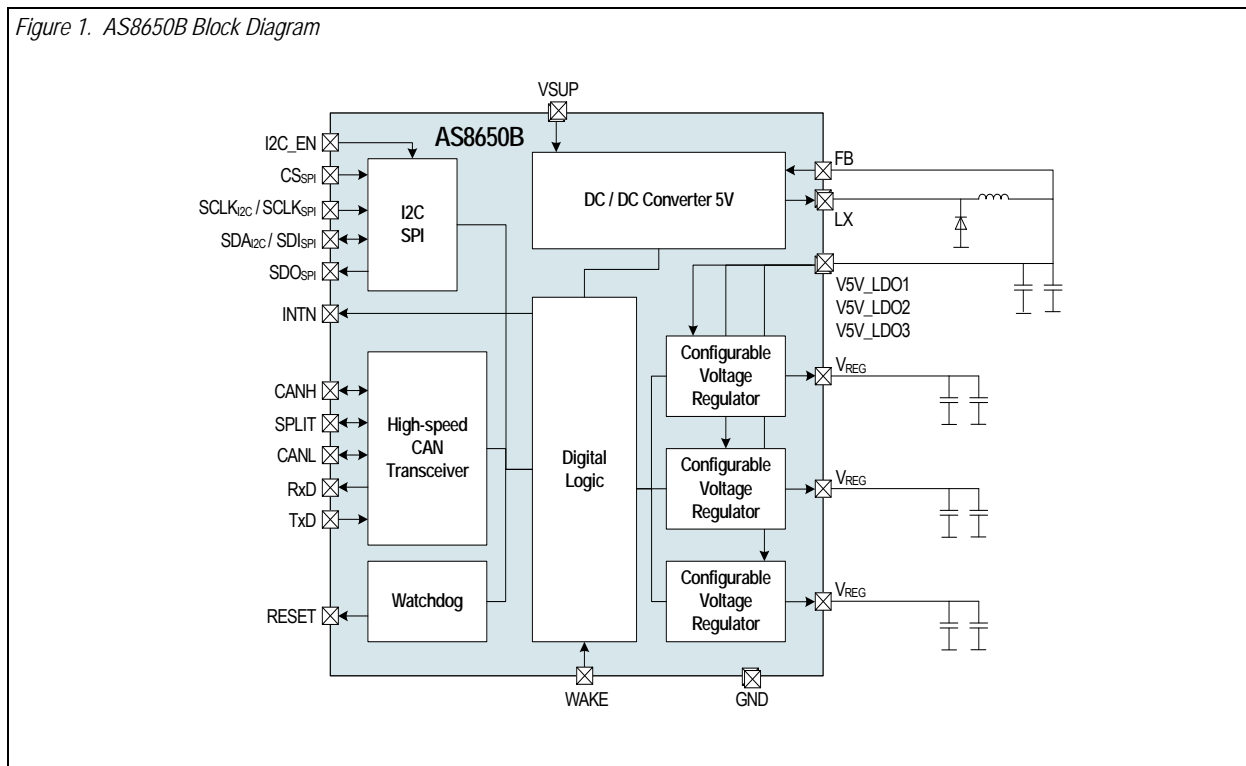 Figure 1. AS8650B Block Diagram
VSUP
AS8650B
I2C_EN
CSSPI
SCLKI2C / SCLKSPI
SDAI2C / SDISPI
SDOSPI
INTN
CANH
SPLIT
CANL
RxD
TxD
RESET
I2C
SPI
High-speed
CAN
Transceiver
Watchdog
DC / DC Converter 5V
Digital
Logic
Configurable
Voltage
Regulator
Configurable
Voltage
Regulator
Configurable
Voltage
Regulator
FB
LX
V5V_LDO1
V5V_LDO2
V5V_LDO3
VREG
VREG
VREG
WAKE
GND